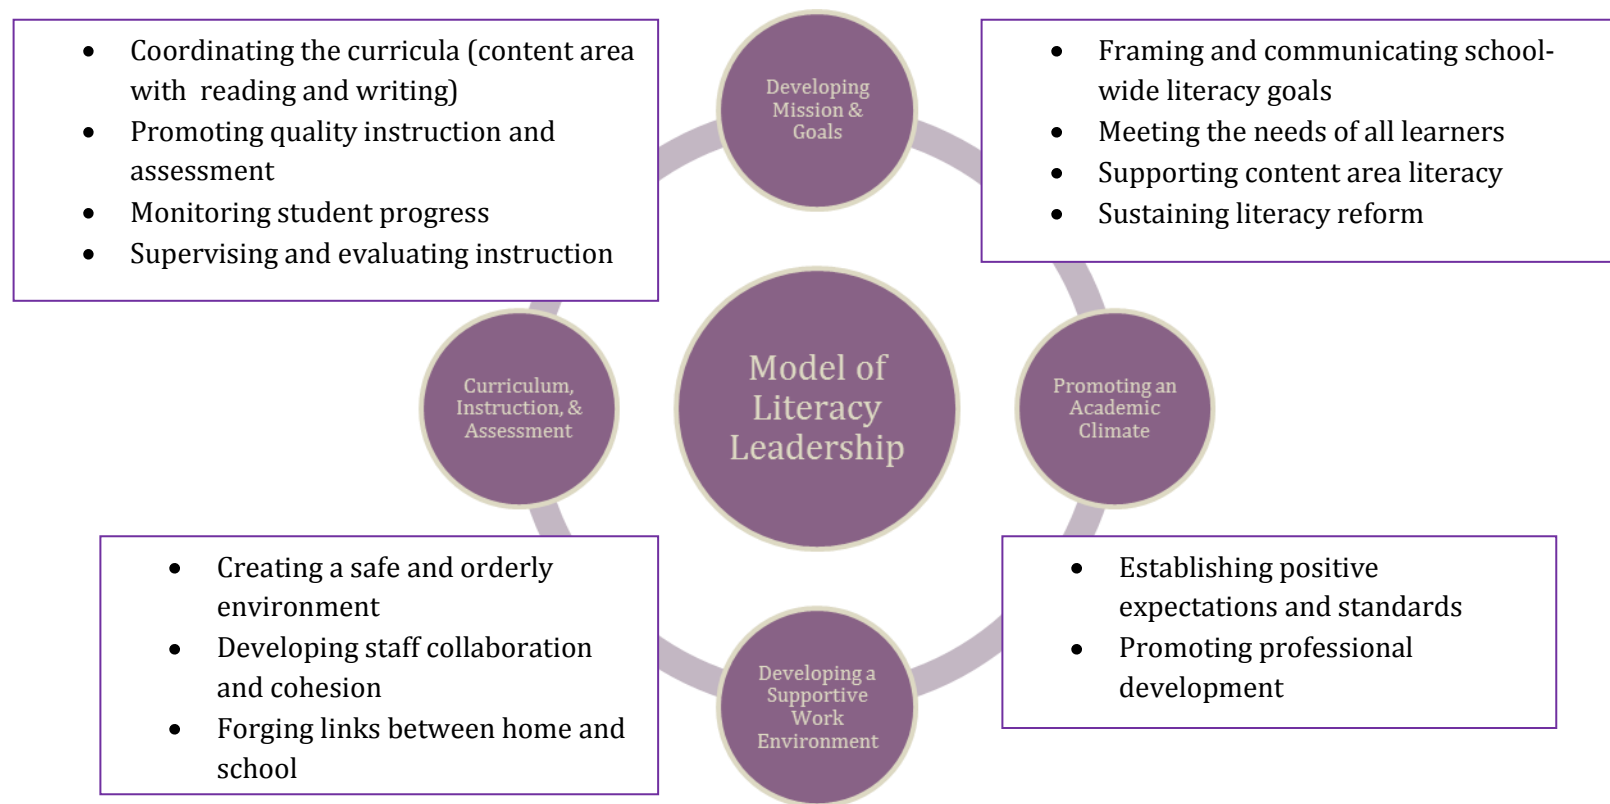 • Coordinating the curricula (content area
with  reading and writing)
• Promoting quality instruction and
assessment
• Monitoring student progress
• Supervising and evaluating instruction
Developing
Mission &
Goals
• Framing and communicating school-
wide literacy goals
• Meeting the needs of all learners
• Supporting content area literacy
• Sustaining literacy reform
Curriculum,
Instruction, &
Assessment
Model of
Literacy
Leadership
Promoting an
Academic
Climate
• Creating a safe and orderly
environment
• Developing staff collaboration
and cohesion
• Forging links between home and
school
Developing a
Supportive
Work
Environment
• Establishing positive
expectations and standards
• Promoting professional
development